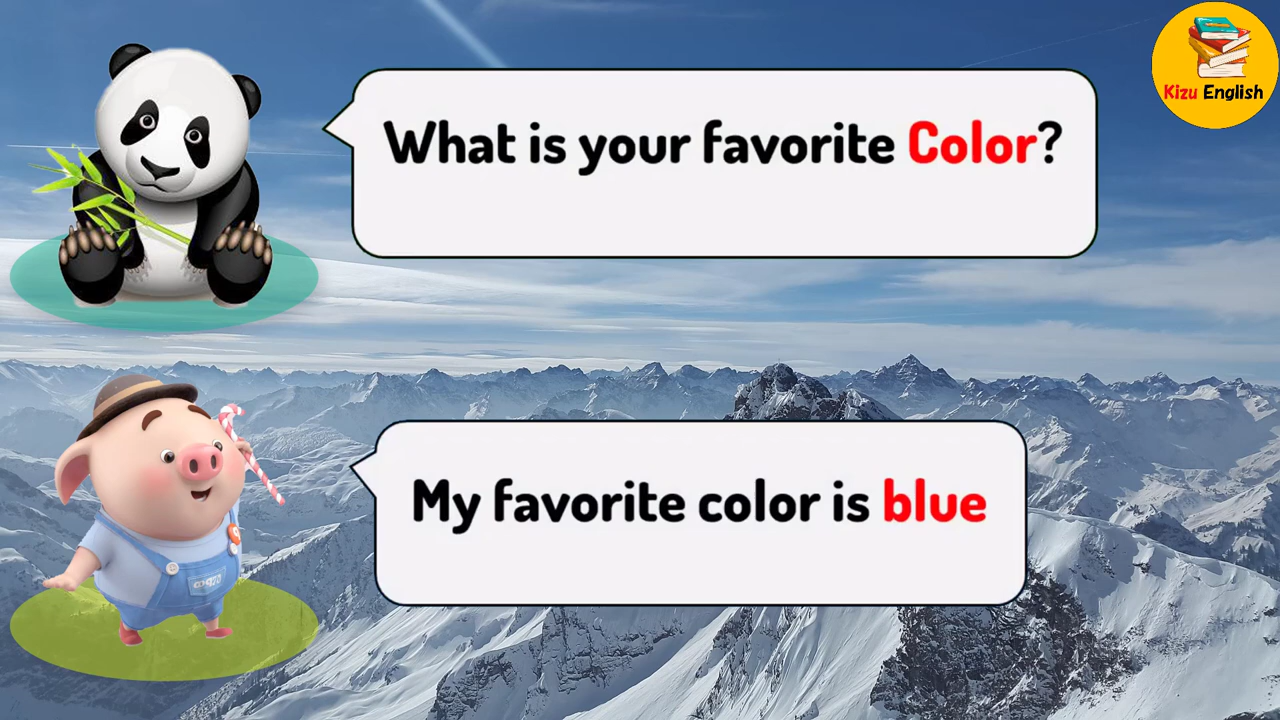 Kizu English
What is your favorite Color?
My favorite color is blue